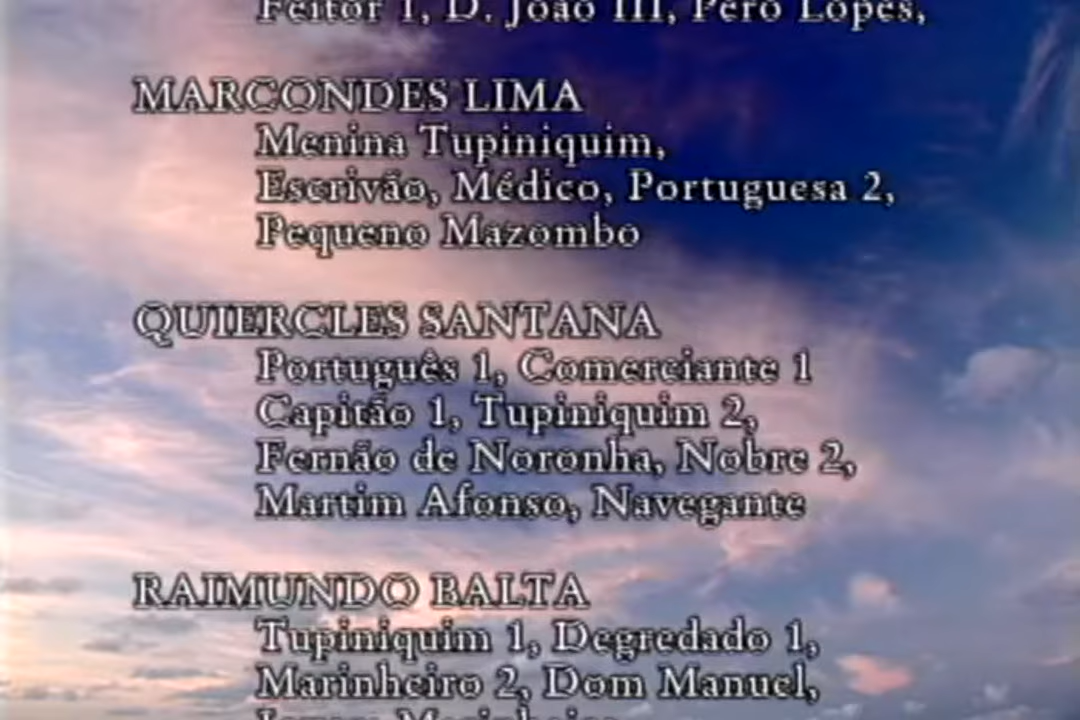 Feitor 1, D. João III, Pero Lopes,
MARCONDES LIMA
Menina Tupiniquim,
Escrivão, Médico, Portuguesa 2,
Pequeno Mazombo
QUIERCLES SANTANA
Português 1, Comerciante 1
Capitão 1, Tupiniquim 2,
Fernão de Noronha, Nobre 2,
Martim Afonso, Navegante
RAIMUNDO BALTA
Tupiniquim 1, Degredado 1,
Marinheiro 2, Dom Manuel,